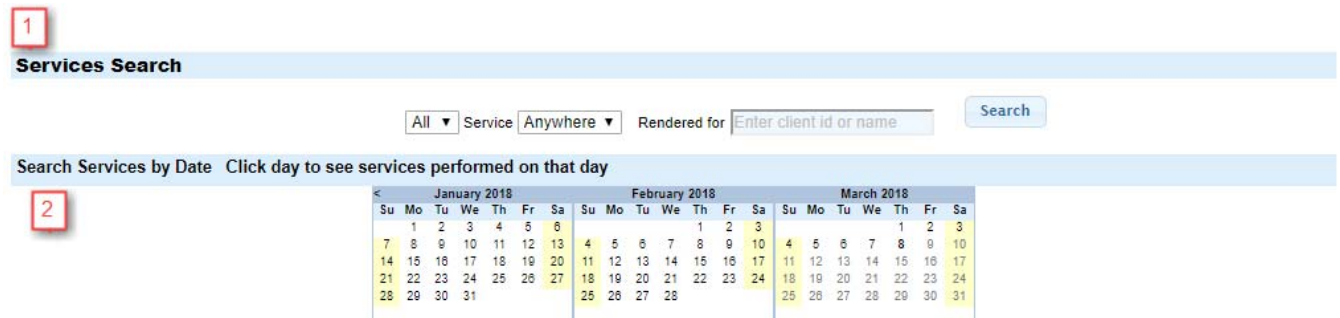 1
Services Search
All ▼ Service Anywhere ▼ Rendered for Enter client id or name Search
Search Services by Date Click day to see services performed on that day
2
< January 2018 February 2018 March 2018
Su Mo Tu We Th Fr Sa Su Mo Tu We Th Fr Sa Su Mo Tu We Th Fr Sa
1 2 3 4 5 6 1 2 3 1 2 3
7 8 9 10 11 12 13 4 5 6 7 8 9 10 4 5 6 7 8 9 10
14 15 16 17 18 19 20 11 12 13 14 15 16 17 11 12 13 14 15 16 17
21 22 23 24 25 26 27 18 19 20 21 22 23 24 18 19 20 21 22 23 24
28 29 30 31 25 26 27 28 25 26 27 28 29 30 31